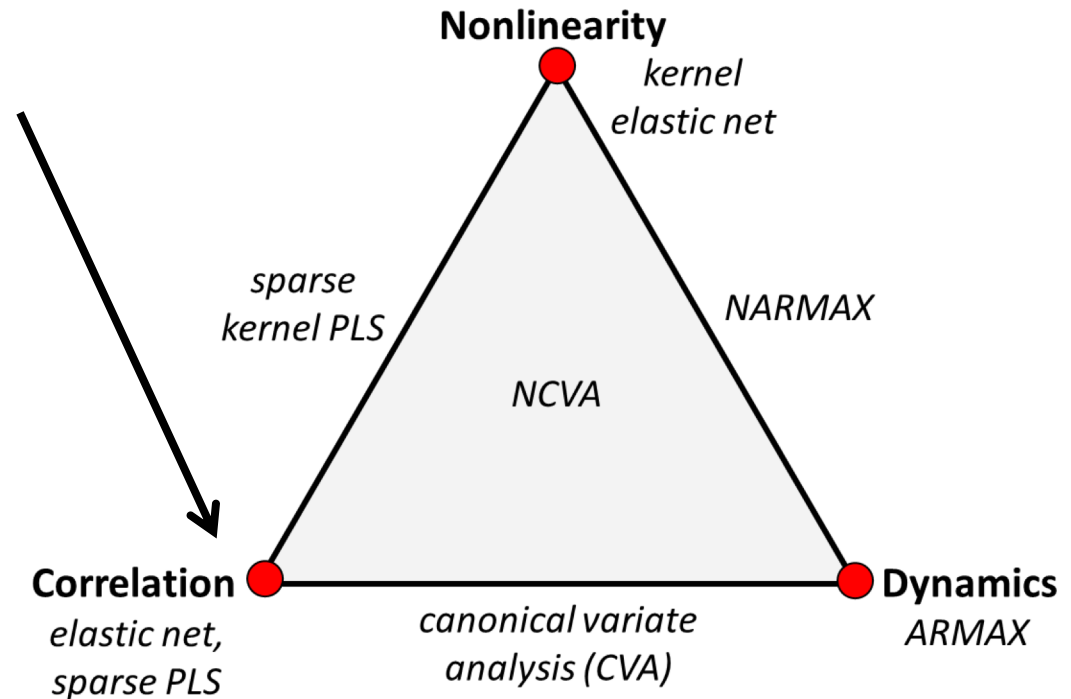 Nonlinearity
kernel
elastic net
sparse
kernel PLS
NARMAX
NCVA
Correlation
elastic net,
sparse PLS
canonical variate
analysis (CVA)
Dynamics
ARMAX